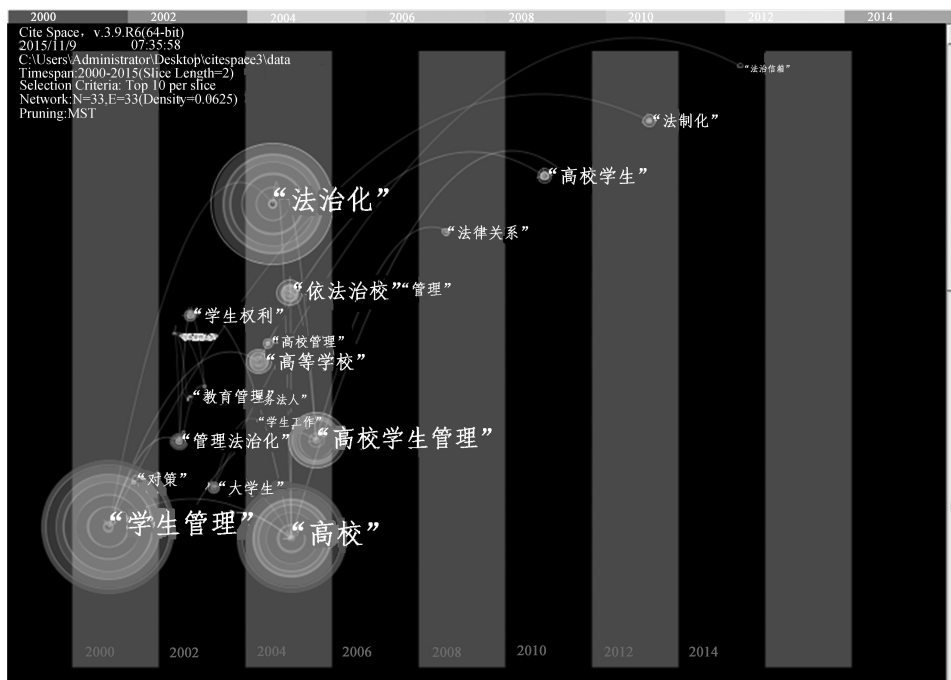 2000 2002 2004 2006 2008 2010 2012 2014
Cite Space，v.3.9.R6(64-bit)
2015/11/9 07:35:58
C:\Users\Administrator\Desktop\citespace3\data
Timespan:2000-2015(Slice Length=2)
Selection Criteria: Top 10 per slice
Network:N=33,E=33(Density=0.0625)
Pruning:MST
“法治信箱”
“法制化”
“高校学生”
“法治化”
“法律关系”
“依法治校” “管理”
“学生权利”
“高校管理”
“高等学校”
“教育管理”
务法人”
“学生工作”
“管理法治化” “高校学生管理”
“对策” “大学生”
“学生管理” “高校”
2000 2002 2004 2006 2008 2010 2012 2014